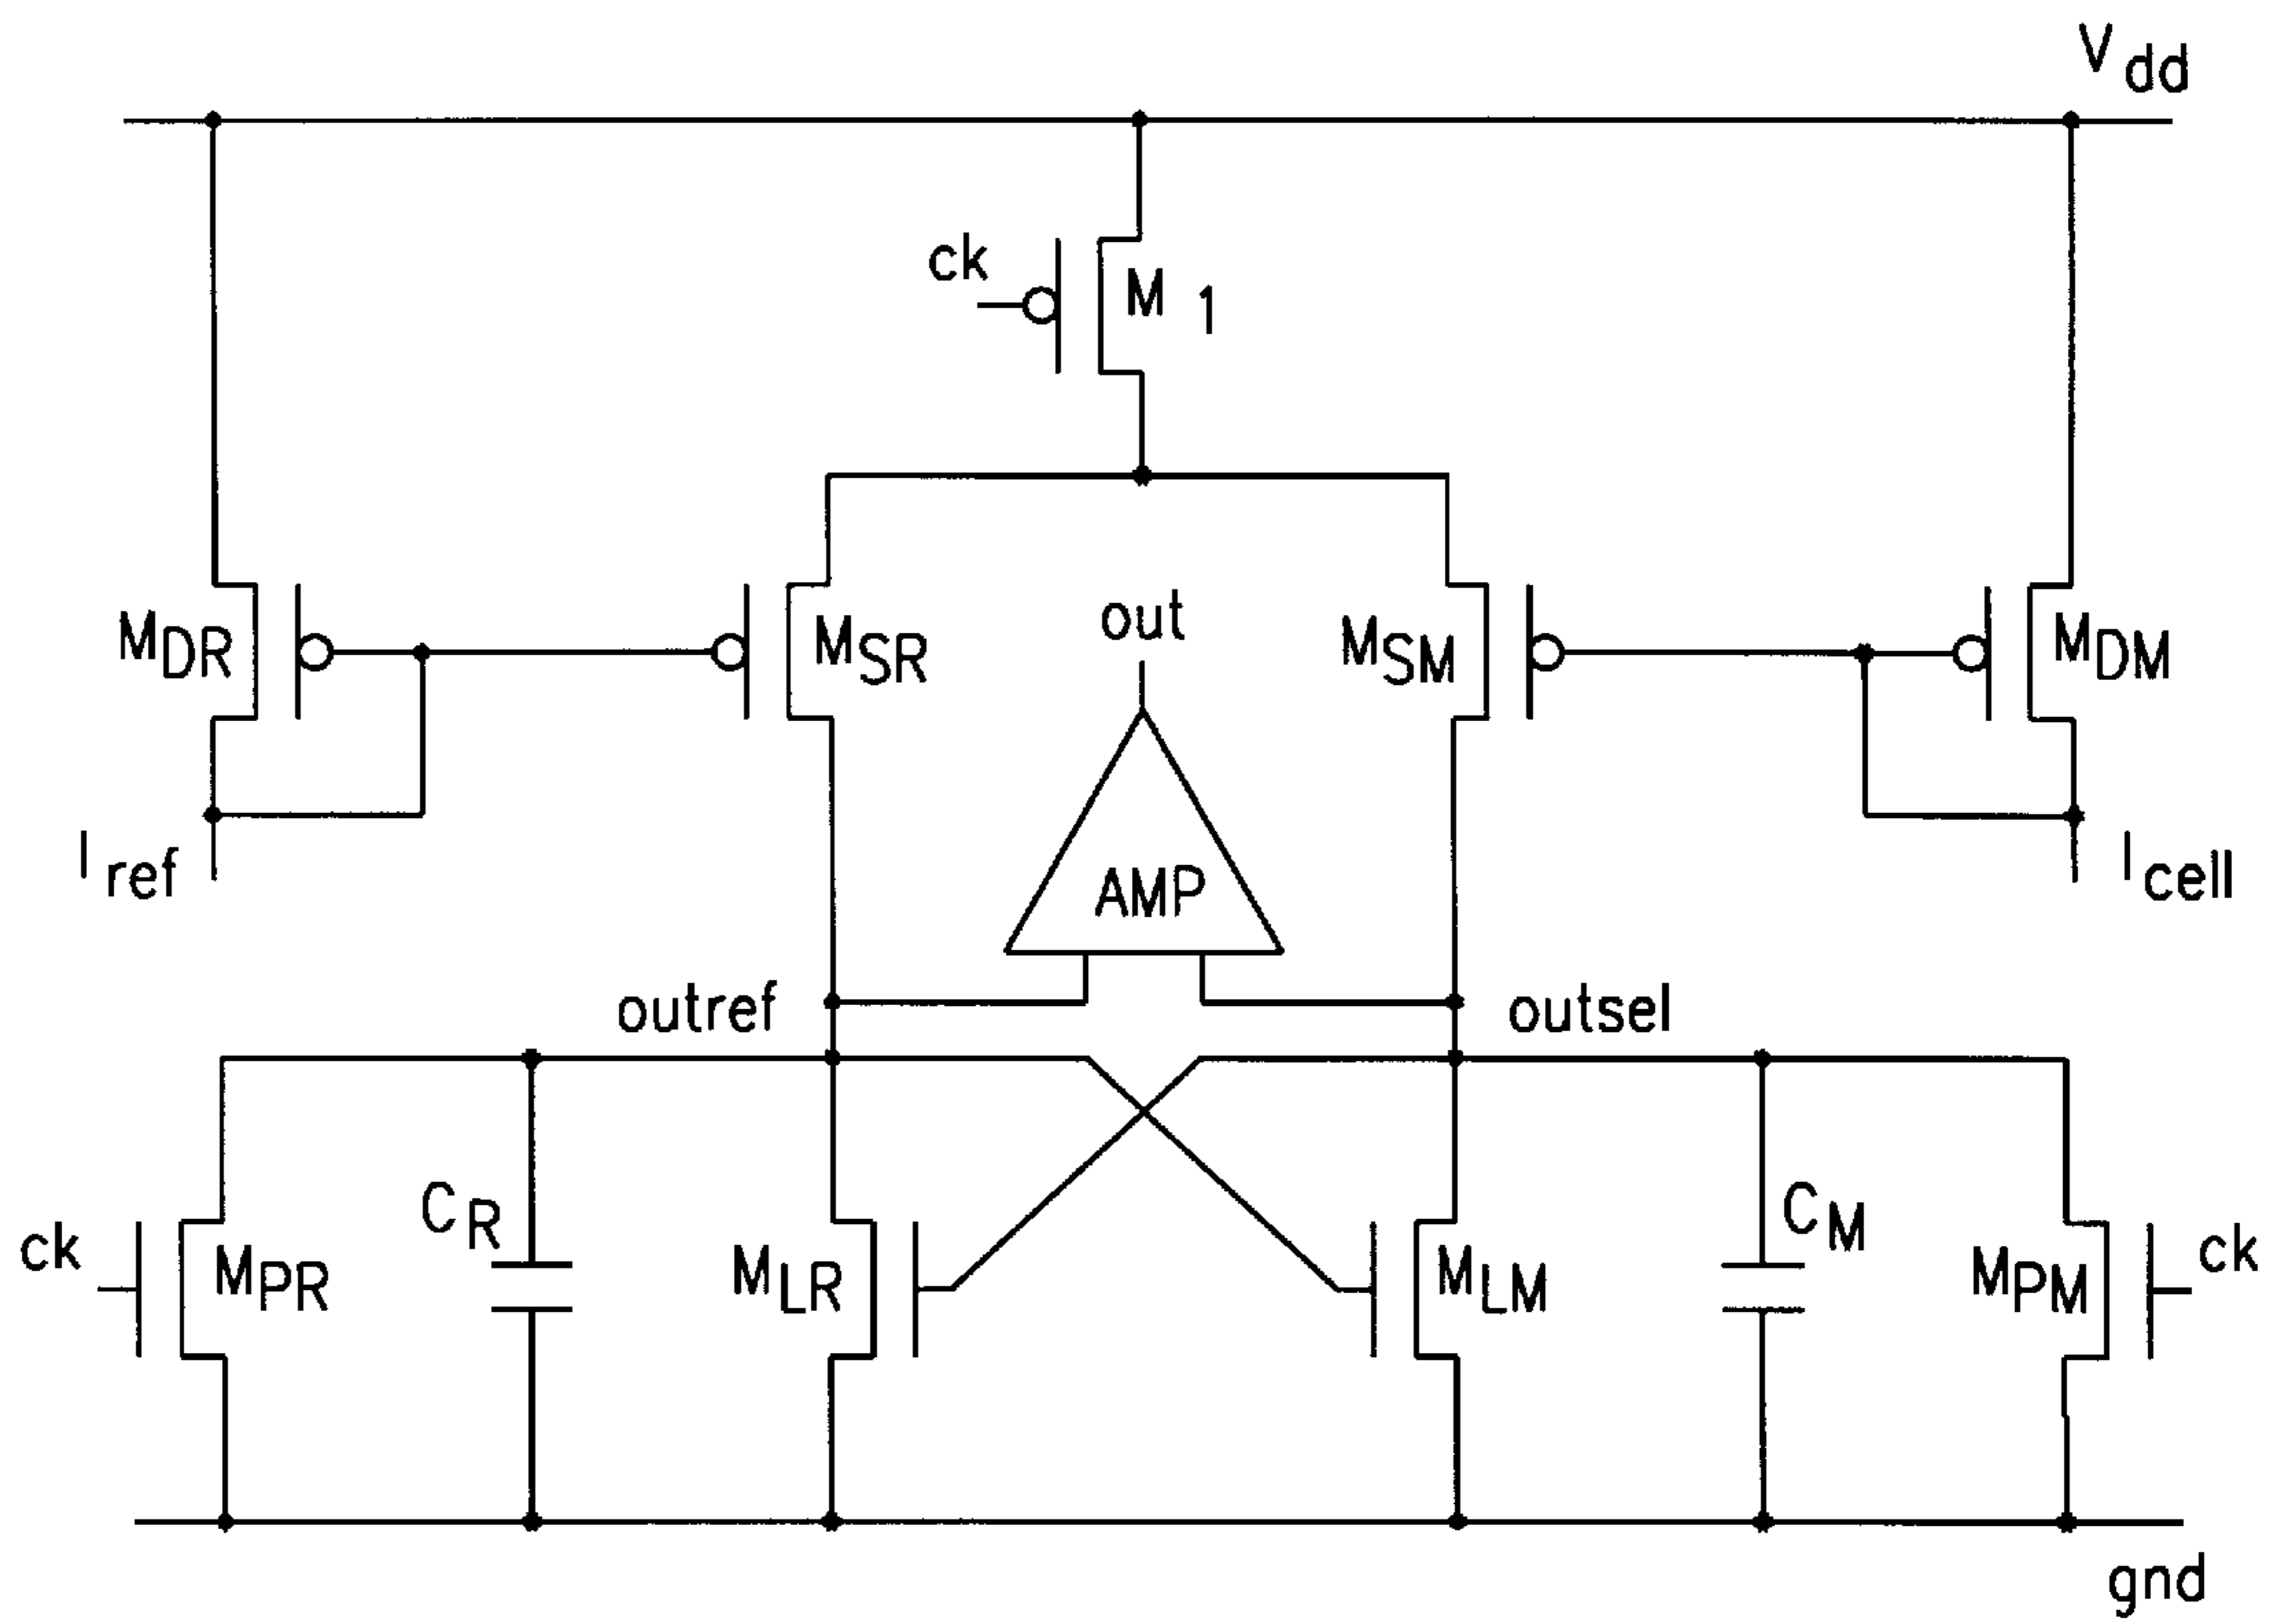 Vdd
ck
M1
out
MDR
MSR
MSM
MDM
Iref
AMP
Icell
outref
outsel
ck
MPR
CR
MLR
MLM
CM
MPM
ck
gnd